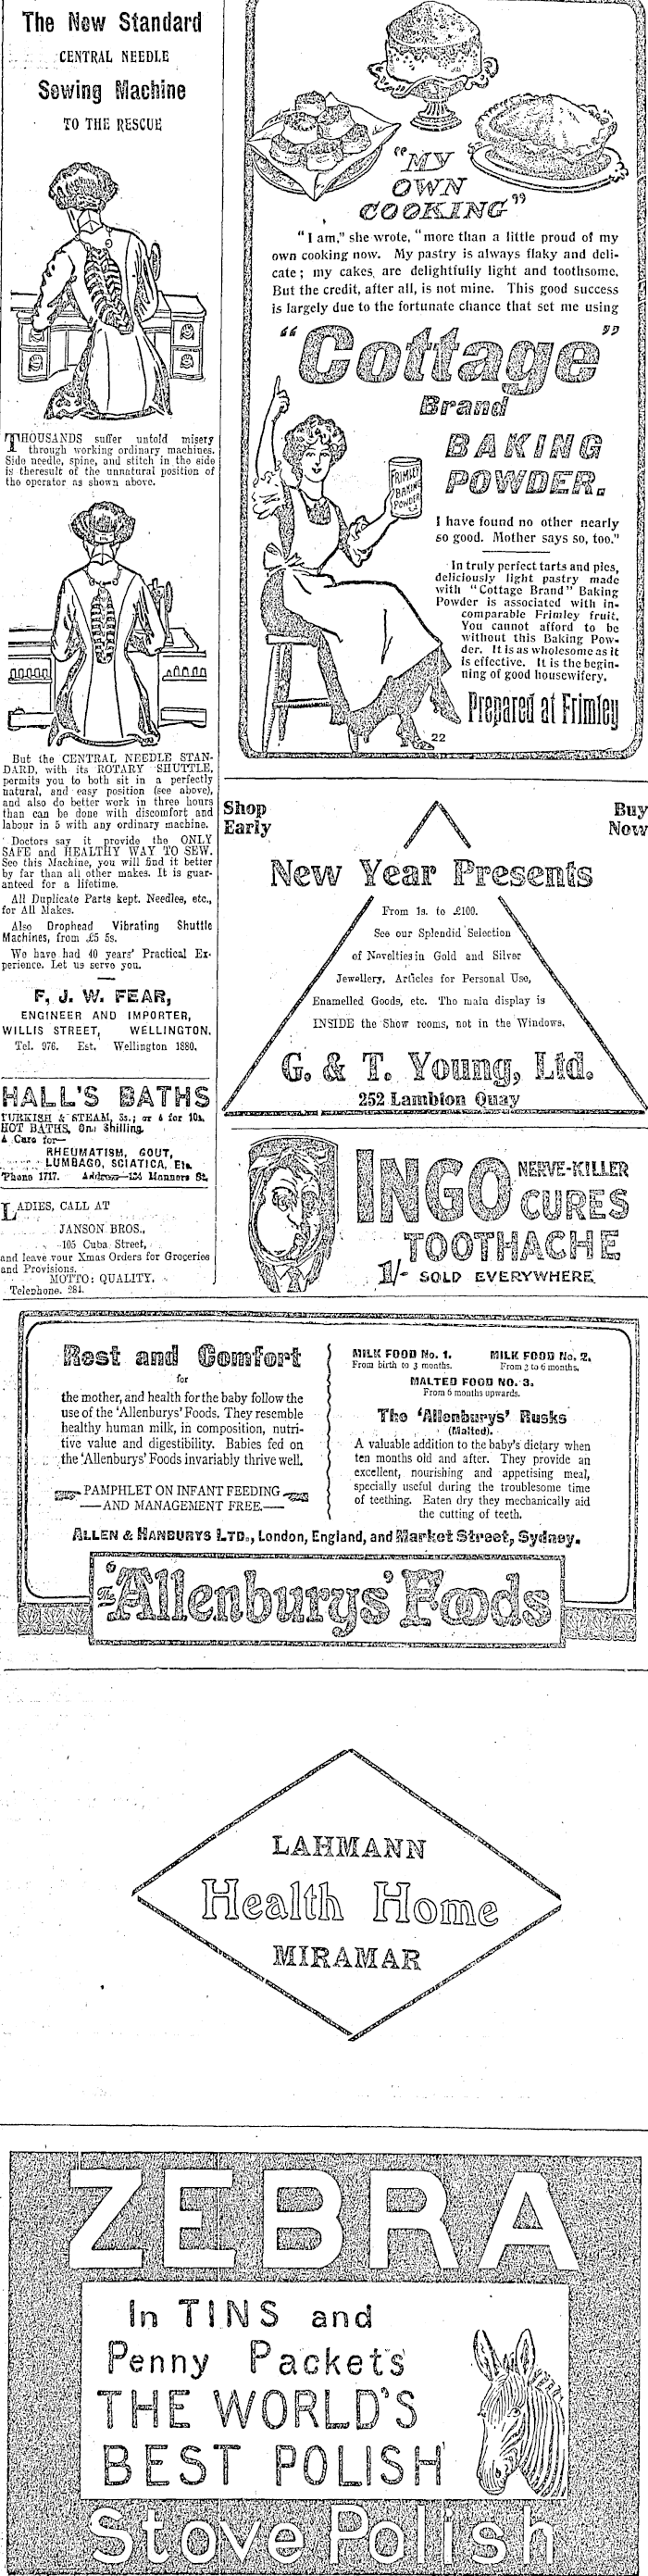 The New Standard
CENTRAL NEEDLE
Sewing Machine
TO THE RESCUE
THOUSANDS suffer untold misery
through working ordinary machines.
Side needle, spine, and stitch in the side
is theresult of the unnatural position of
the operator as shown above.
But the CENTRAL NEEDLE STAN-
DARD, with its ROTARY SHUTTLE,
permits you to both sit in a perfectly
natural, and easy position (see above),
and also do better work in three hours
than can be done with discomfort and
labour in 5 with any ordinary machine.
Doctors say it provide the ONLY
SAFE and HEALTHY WAY TO SEW.
See this Machine, you will find it better
by far than all other makes. It is guar-
anteed for a lifetime.
All Duplicate Parts kept. Needles, etc.,
for All Makes.
Also Drophead Vibrating Shuttle
Machines, from £5 5s.
We have had 40 years' Practical Ex-
perience. Let us serve you.
F. J. W. FEAR,
ENGINEER AND IMPORTER,
WILLIS STREET, WELLINGTON.
Tel. 976. Est. Wellington 1880.
HALL'S BATHS
TURKISH & STEAM, 3s.; or 4 for 10s.
HOT BATHS, One Shilling.
A Cure for—
RHEUMATISM, GOUT,
LUMBAGO, SCIATICA, Etc.
'Phone 1717. Address—124 Manners St.
LADIES, CALL AT
JANSON BROS.,
105 Cuba Street,
and leave your Xmas Orders for Groceries
and Provisions.
MOTTO: QUALITY.
Telephone. 284.
"MY
OWN
COOKING"
"I am," she wrote, "more than a little proud of my
own cooking now. My pastry is always flaky and deli-
cate; my cakes are delightfully light and toothsome.
But the credit, after all, is not mine. This good success
is largely due to the fortunate chance that set me using
"Cottage"
Brand
BAKING
POWDER.
FRIMLEY
BAKING
POWDER
I have found no other nearly
so good. Mother says so, too."
In truly perfect tarts and pies,
deliciously light pastry made
with "Cottage Brand" Baking
Powder is associated with in-
comparable Frimley fruit.
You cannot afford to be
without this Baking Pow-
der. It is as wholesome as it
is effective. It is the begin-
ning of good housewifery.
Prepared at Frimley
22
Shop Early
Buy Now
New Year Presents
From 1s. to £100.
See our Splendid Selection
of Novelties in Gold and Silver
Jewellery, Articles for Personal Use,
Enamelled Goods, etc. The main display is
INSIDE the Show rooms, not in the Windows.
G. & T. Young, Ltd.
252 Lambton Quay
INGO NERVE-KILLER
CURES
TOOTHACHE
1/- SOLD EVERYWHERE
Rest and Comfort
for
the mother, and health for the baby follow the
use of the 'Allenburys' Foods. They resemble
healthy human milk, in composition, nutri-
tive value and digestibility. Babies fed on
the 'Allenburys' Foods invariably thrive well.
PAMPHLET ON INFANT FEEDING
—AND MANAGEMENT FREE.—
MILK FOOD No. 1. MILK FOOD No. 2.
From birth to 3 months. From 3 to 6 months.
MALTED FOOD NO. 3.
From 6 months upwards.
The 'Allenburys' Rusks
(Malted).
A valuable addition to the baby's dietary when
ten months old and after. They provide an
excellent, nourishing and appetising meal,
specially useful during the troublesome time
of teething. Eaten dry they mechanically aid
the cutting of teeth.
ALLEN & HANBURYS LTD., London, England, and Market Street, Sydney.
The 'Allenburys' Foods
LAHMANN
Health Home
MIRAMAR
ZEBRA
In TINS and
Penny Packets
THE WORLD'S
BEST POLISH
Stove Polish